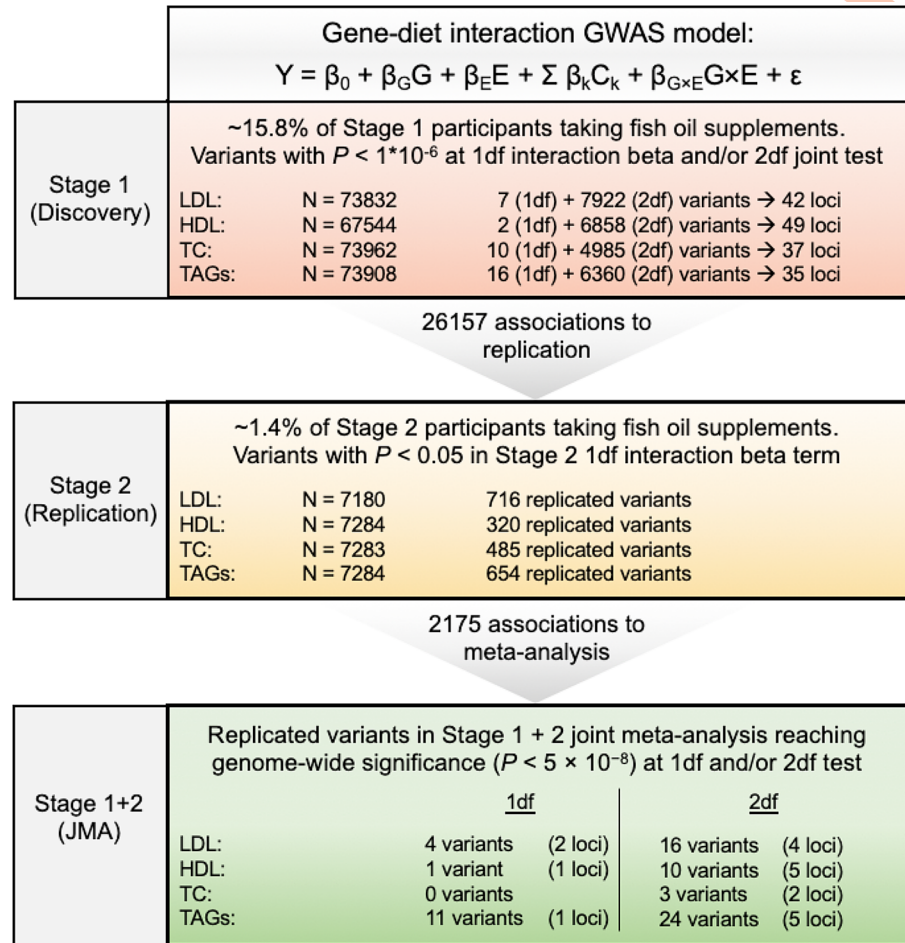 Gene-diet interaction GWAS model:
Y = β₀ + β_G G + β_E E + Σ β_k C_k + β_G×E G×E + ε
Stage 1
(Discovery)
~15.8% of Stage 1 participants taking fish oil supplements.
Variants with P < 1*10⁻⁶ at 1df interaction beta and/or 2df joint test
LDL: N = 73832 7 (1df) + 7922 (2df) variants → 42 loci
HDL: N = 67544 2 (1df) + 6858 (2df) variants → 49 loci
TC: N = 73962 10 (1df) + 4985 (2df) variants → 37 loci
TAGs: N = 73908 16 (1df) + 6360 (2df) variants → 35 loci
26157 associations to
replication
Stage 2
(Replication)
~1.4% of Stage 2 participants taking fish oil supplements.
Variants with P < 0.05 in Stage 2 1df interaction beta term
LDL: N = 7180 716 replicated variants
HDL: N = 7284 320 replicated variants
TC: N = 7283 485 replicated variants
TAGs: N = 7284 654 replicated variants
2175 associations to
meta-analysis
Stage 1+2
(JMA)
Replicated variants in Stage 1 + 2 joint meta-analysis reaching
genome-wide significance (P < 5 × 10⁻⁸) at 1df and/or 2df test
1df 2df
LDL: 4 variants (2 loci) 16 variants (4 loci)
HDL: 1 variant (1 loci) 10 variants (5 loci)
TC: 0 variants 3 variants (2 loci)
TAGs: 11 variants (1 loci) 24 variants (5 loci)